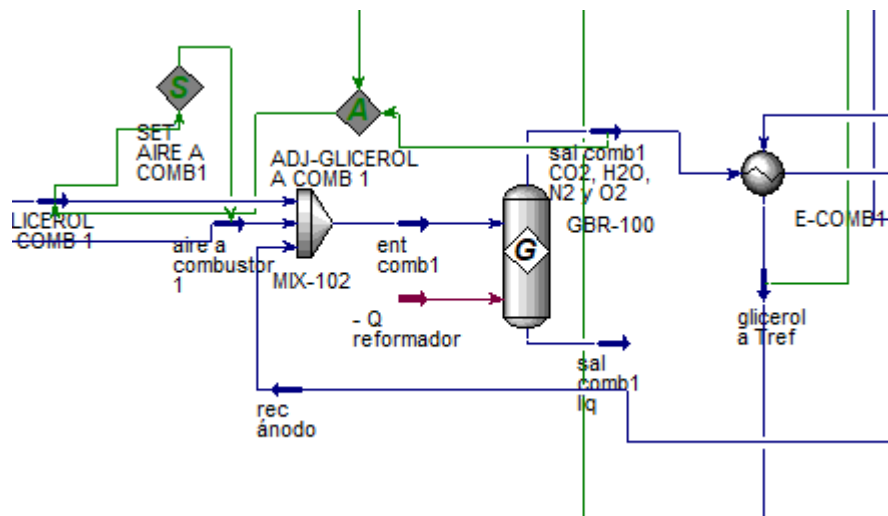 S
SET
AIRE A
COMB1
A
ADJ-GLICEROL
A COMB 1
LICEROL
COMB 1
aire a
combustor
1
MIX-102
ent
comb1
- Q
reformador
G
GBR-100
sal comb1
CO2, H2O,
N2 y O2
E-COMB1
glicerol
a Tref
sal
comb1
liq
rec
ánodo